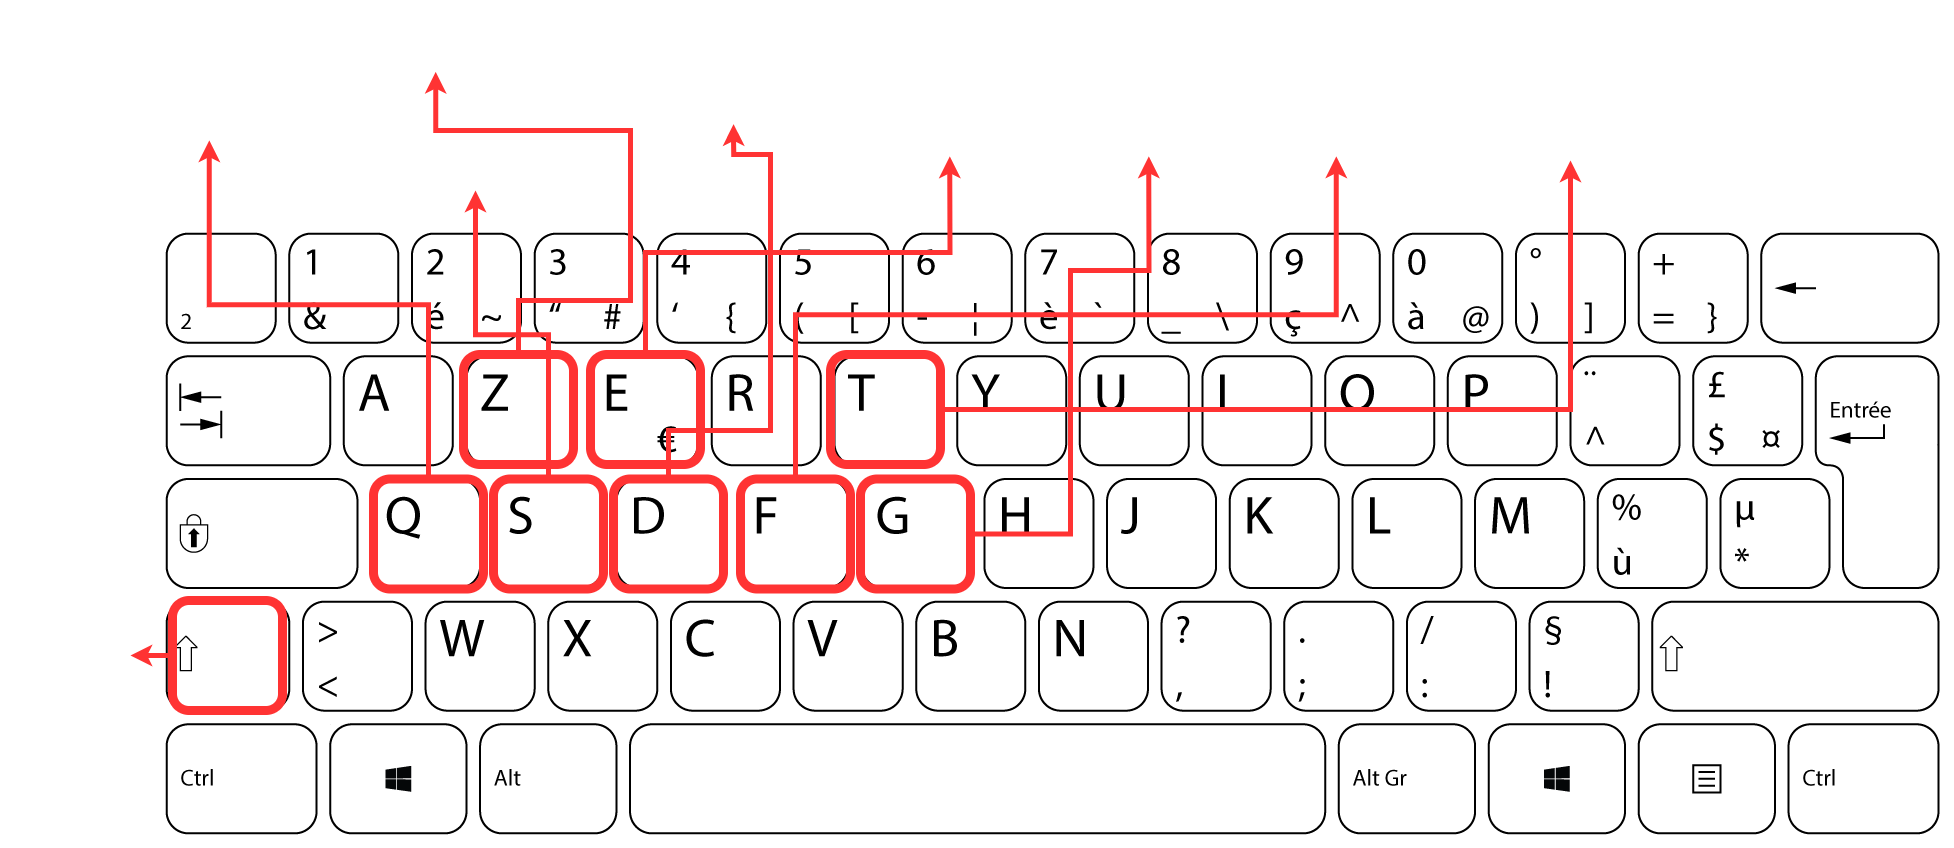 1 2 3 4 5 6 7 8 9 0 ° +
2 & é ~ “ # ‘ { ( [ - ¦ è ` _ \ ç ^ à @ ) ] = }
A Z E R T Y U I O P ¨ £ Entrée
€ ^ $ ¤
Q S D F G H J K L M % µ
ù *
> W X C V B N ? . / §
< , ; : !
Ctrl Alt Alt Gr Ctrl